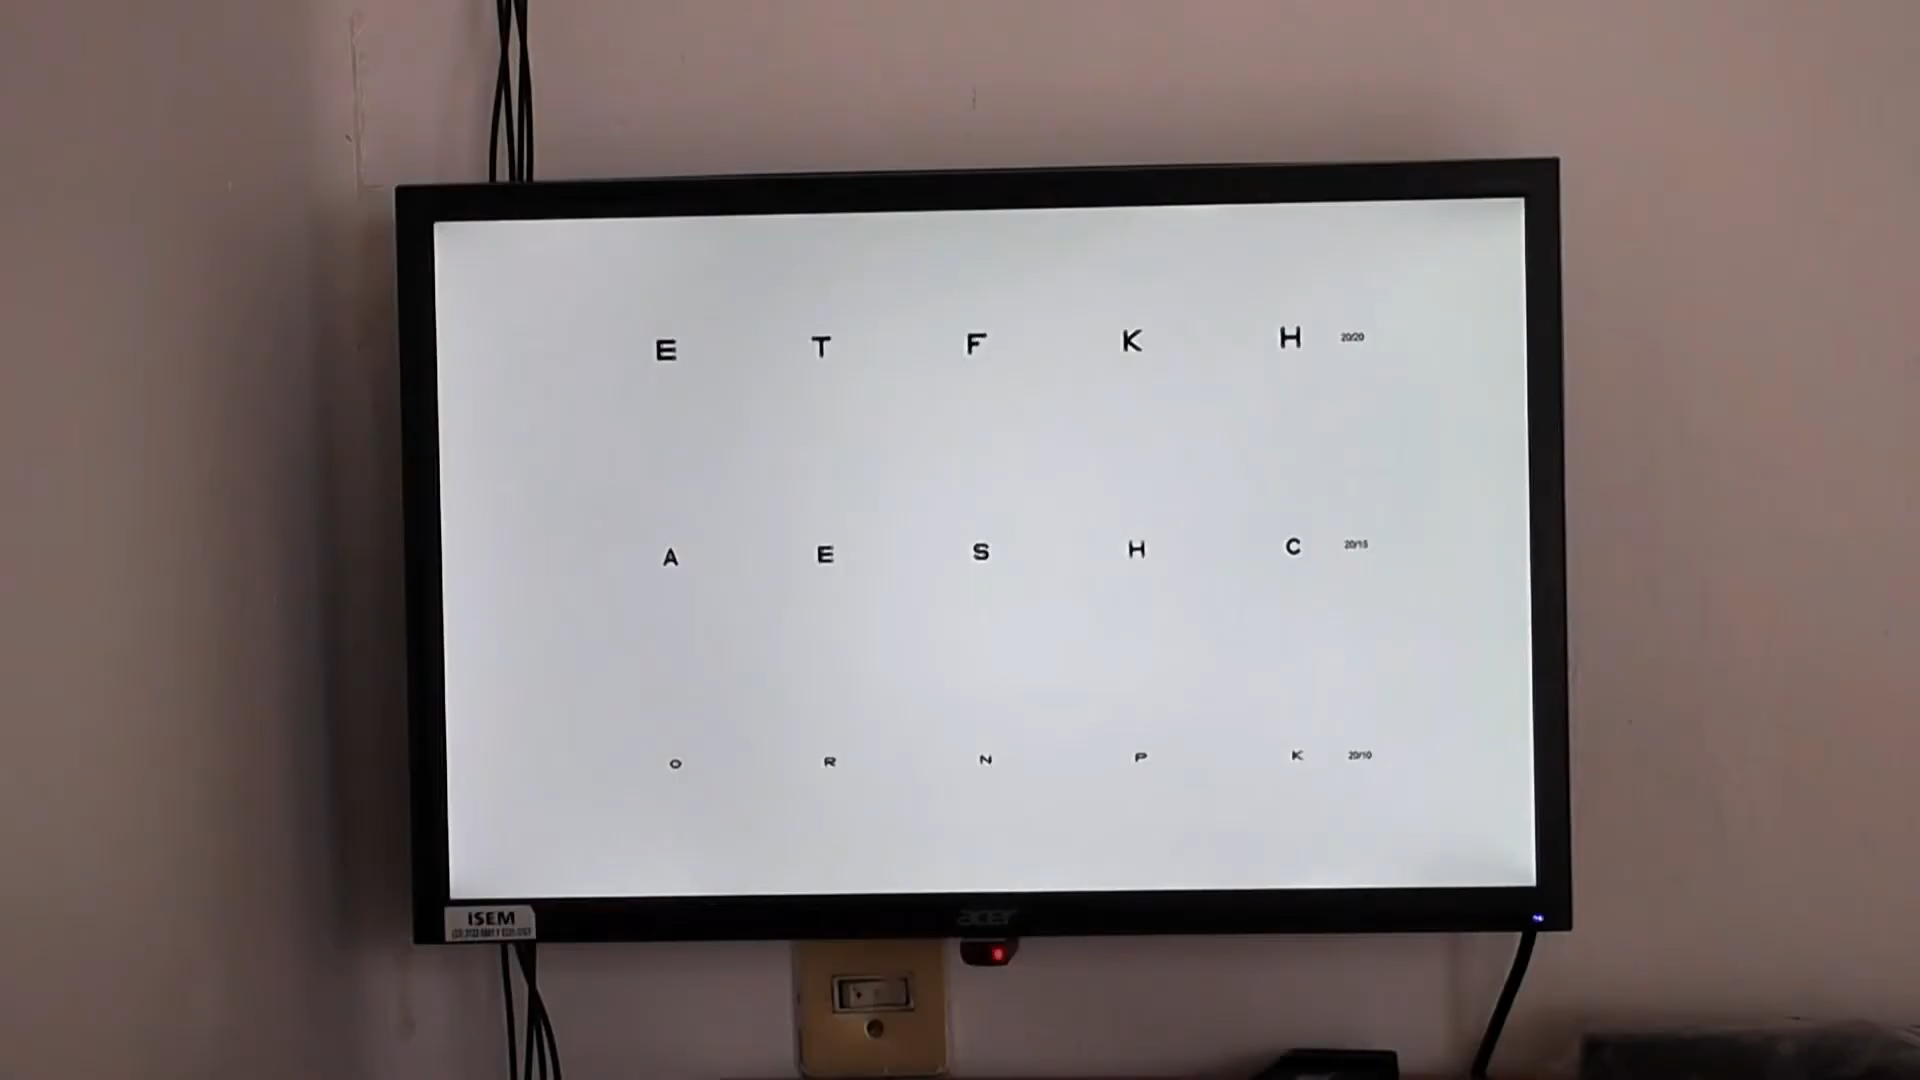 E T F K H 20/20
A E S H C 20/15
O R N P K 20/10
iSEM
acer